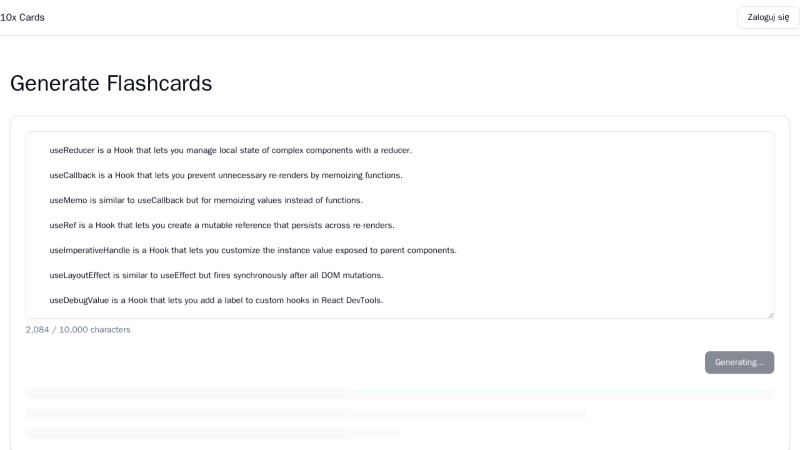 10x Cards
Zaloguj się
Generate Flashcards
useReducer is a Hook that lets you manage local state of complex components with a reducer.
useCallback is a Hook that lets you prevent unnecessary re-renders by memoizing functions.
useMemo is similar to useCallback but for memoizing values instead of functions.
useRef is a Hook that lets you create a mutable reference that persists across re-renders.
useImperativeHandle is a Hook that lets you customize the instance value exposed to parent components.
useLayoutEffect is similar to useEffect but fires synchronously after all DOM mutations.
useDebugValue is a Hook that lets you add a label to custom hooks in React DevTools.
2,084 / 10,000 characters
Generating...